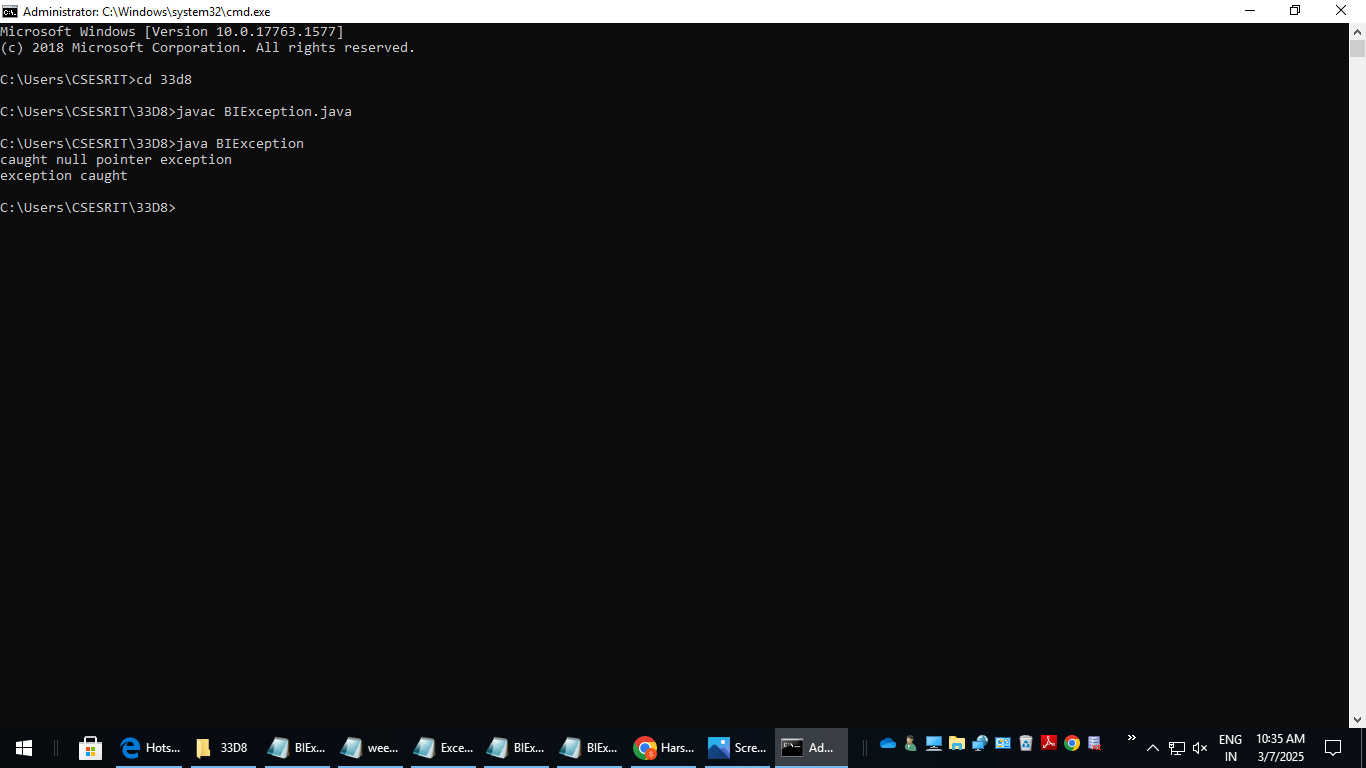 Administrator: C:\Windows\system32\cmd.exe
Microsoft Windows [Version 10.0.17763.1577]
(c) 2018 Microsoft Corporation. All rights reserved.
C:\Users\CSESRIT>cd 33d8
C:\Users\CSESRIT\33D8>javac BIException.java
C:\Users\CSESRIT\33D8>java BIException
caught null pointer exception
exception caught
C:\Users\CSESRIT\33D8>
Hots... 33D8 BIEx... wee... Exce... BIEx... BIEx... Hars... Scre... Ad... ENG 10:35 AM
IN 3/7/2025